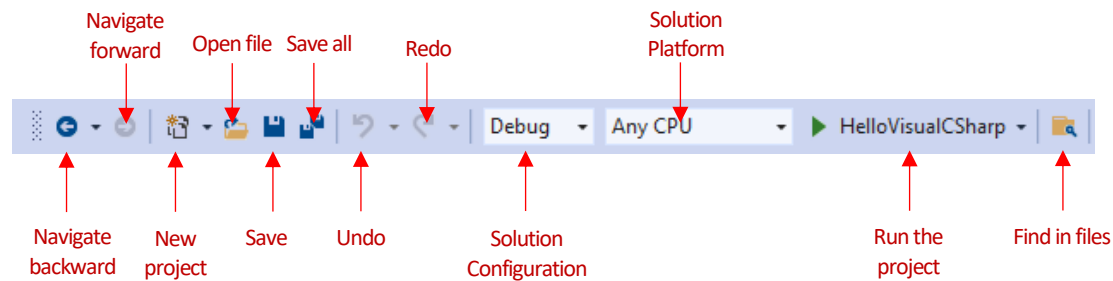 Navigate
forward
Open file
Save all
Redo
Solution
Platform
Debug
Any CPU
HelloVisualCSharp
Navigate
backward
New
project
Save
Undo
Solution
Configuration
Run the
project
Find in files